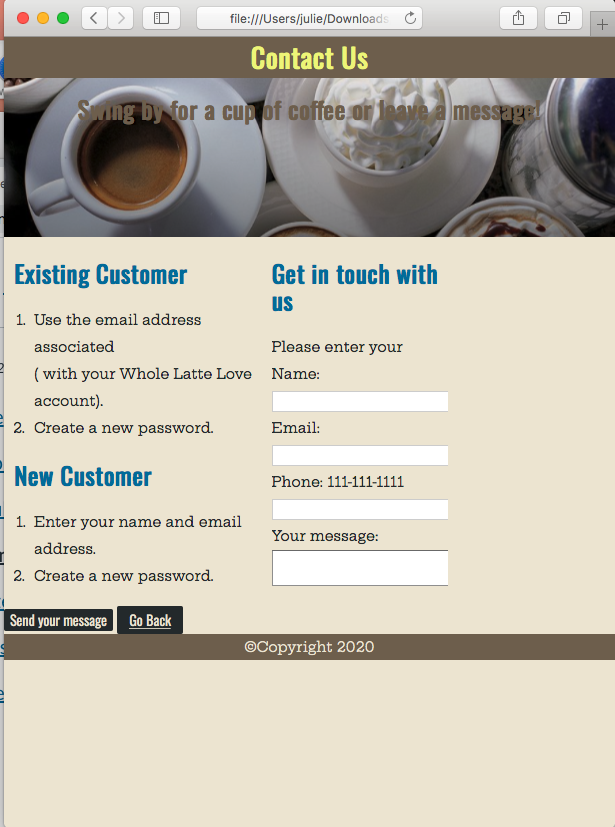 file:///Users/julie/Downloads
Contact Us
Swing by for a cup of coffee or leave a message!
Existing Customer
1. Use the email address
associated
( with your Whole Latte Love
account).
2. Create a new password.
New Customer
1. Enter your name and email
address.
2. Create a new password.
Get in touch with
us
Please enter your
Name:
Email:
Phone: 111-111-1111
Your message:
Send your message
Go Back
©Copyright 2020